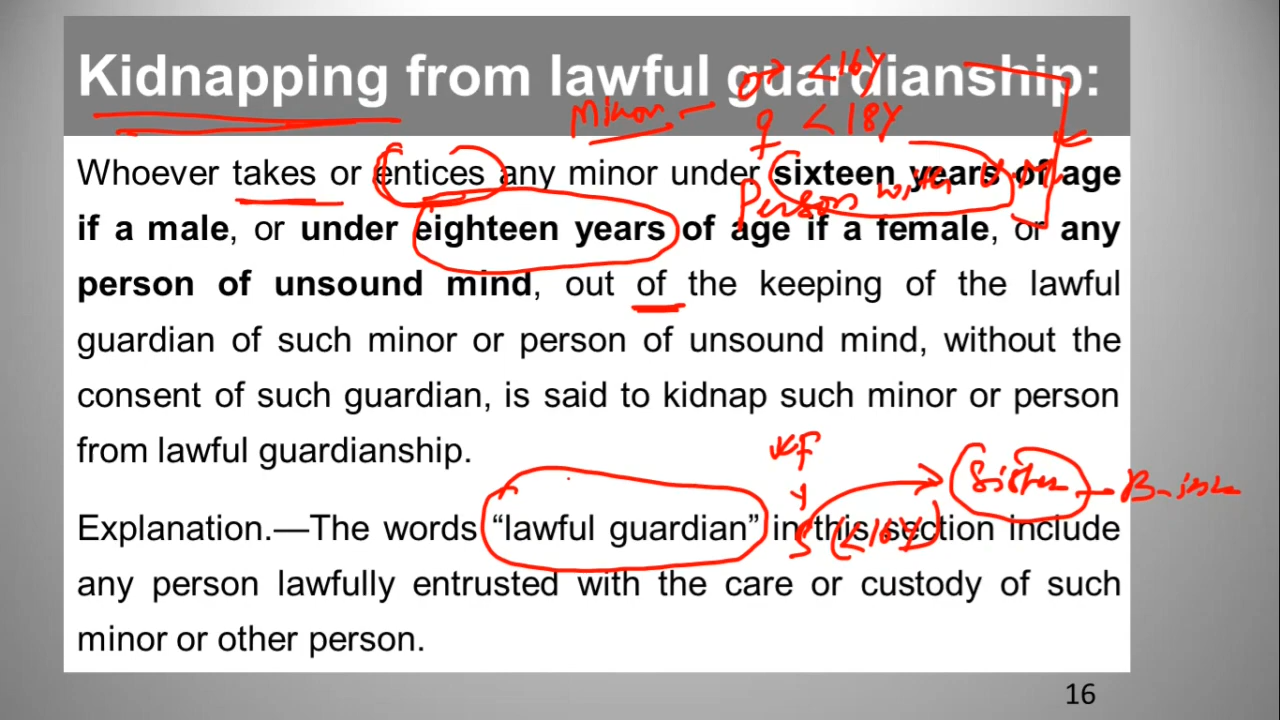 Kidnapping from lawful guardianship:
♂ <16Y
Minor - ♀ <18Y
Person with U.M.
Whoever takes or entices any minor under sixteen years of age
if a male, or under eighteen years of age if a female, or any
person of unsound mind, out of the keeping of the lawful
guardian of such minor or person of unsound mind, without the
consent of such guardian, is said to kidnap such minor or person
from lawful guardianship.
F
Sister
S (<16Y)
Explanation.—The words “lawful guardian” in this section include
any person lawfully entrusted with the care or custody of such
minor or other person.
16